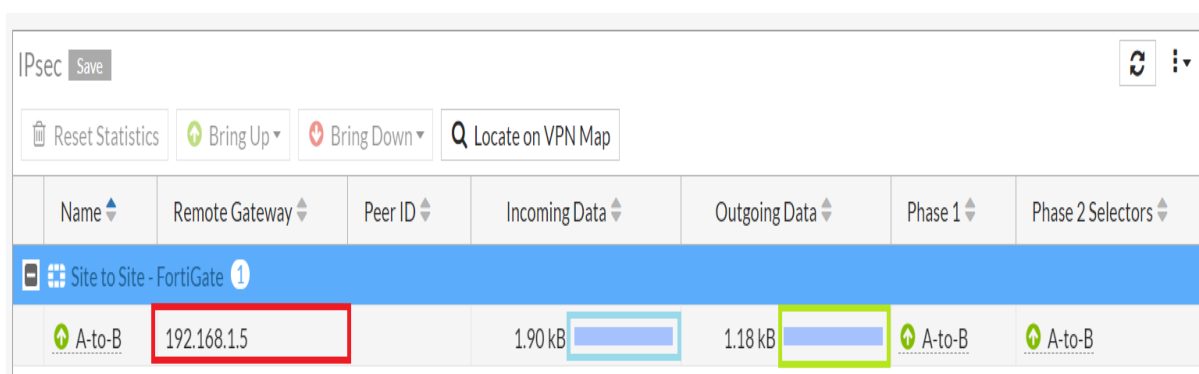 IPsec Save
Reset Statistics Bring Up Bring Down Locate on VPN Map
Name Remote Gateway Peer ID Incoming Data Outgoing Data Phase 1 Phase 2 Selectors
Site to Site - FortiGate 1
A-to-B 192.168.1.5 1.90 kB 1.18 kB A-to-B A-to-B